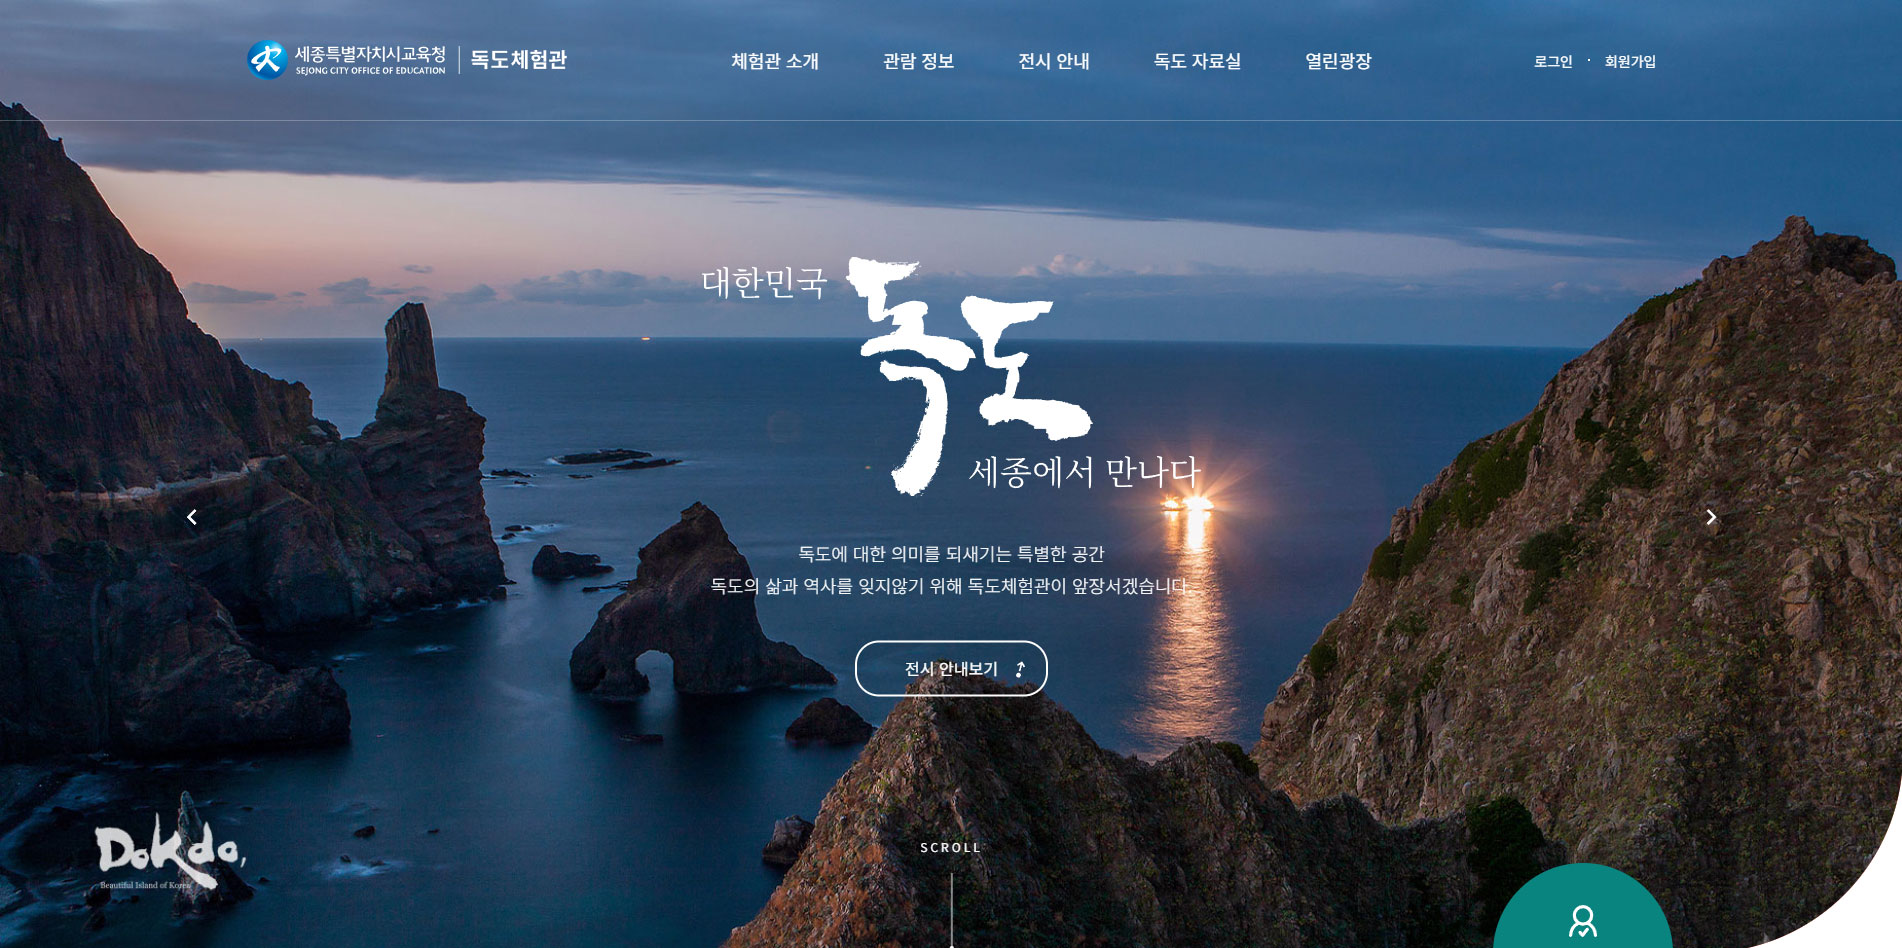 세종특별자치시교육청
SEJONG CITY OFFICE OF EDUCATION
독도체험관
체험관 소개
관람 정보
전시 안내
독도 자료실
열린광장
로그인 · 회원가입
대한민국
독도
세종에서 만나다
독도에 대한 의미를 되새기는 특별한 공간
독도의 삶과 역사를 잊지않기 위해 독도체험관이 앞장서겠습니다.
전시 안내보기
SCROLL
Dokdo,
Beautiful Island of Korea